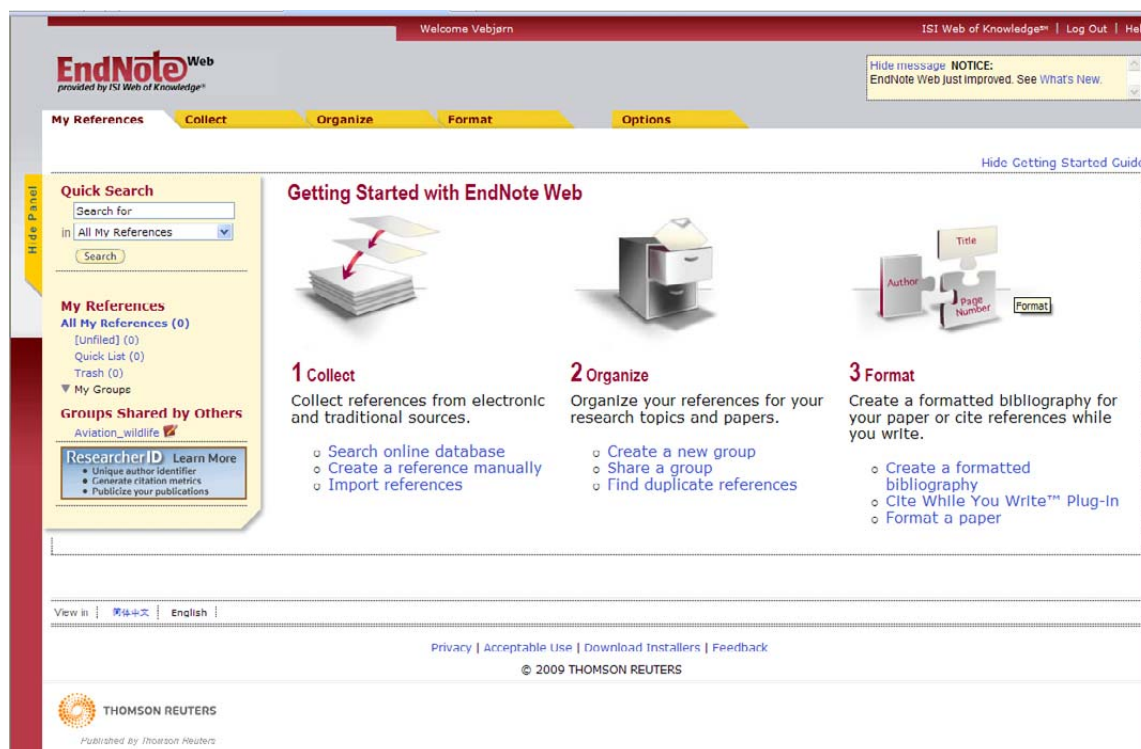 Welcome Vebjørn
ISI Web of Knowledge℠ | Log Out | Hel
EndNote Web
provided by ISI Web of Knowledge℠
Hide message NOTICE:
EndNote Web just improved. See What's New.
My References
Collect
Organize
Format
Options
Hide Getting Started Guide
Hide Panel
Quick Search
Search for
in All My References
Search
My References
All My References (0)
[Unfiled] (0)
Quick List (0)
Trash (0)
▼ My Groups
Groups Shared by Others
Aviation_wildlife
ResearcherID Learn More
• Unique author identifier
• Generate citation metrics
• Publicize your publications
Getting Started with EndNote Web
1 Collect
Collect references from electronic
and traditional sources.
Search online database
Create a reference manually
Import references
2 Organize
Organize your references for your
research topics and papers.
Create a new group
Share a group
Find duplicate references
Title
Author
Page
Number
Format
3 Format
Create a formatted bibliography for
your paper or cite references while
you write.
Create a formatted
bibliography
Cite While You Write™ Plug-In
Format a paper
View in | 简体中文 | English |
Privacy | Acceptable Use | Download Installers | Feedback
© 2009 THOMSON REUTERS
THOMSON REUTERS
Published by Thomson Reuters